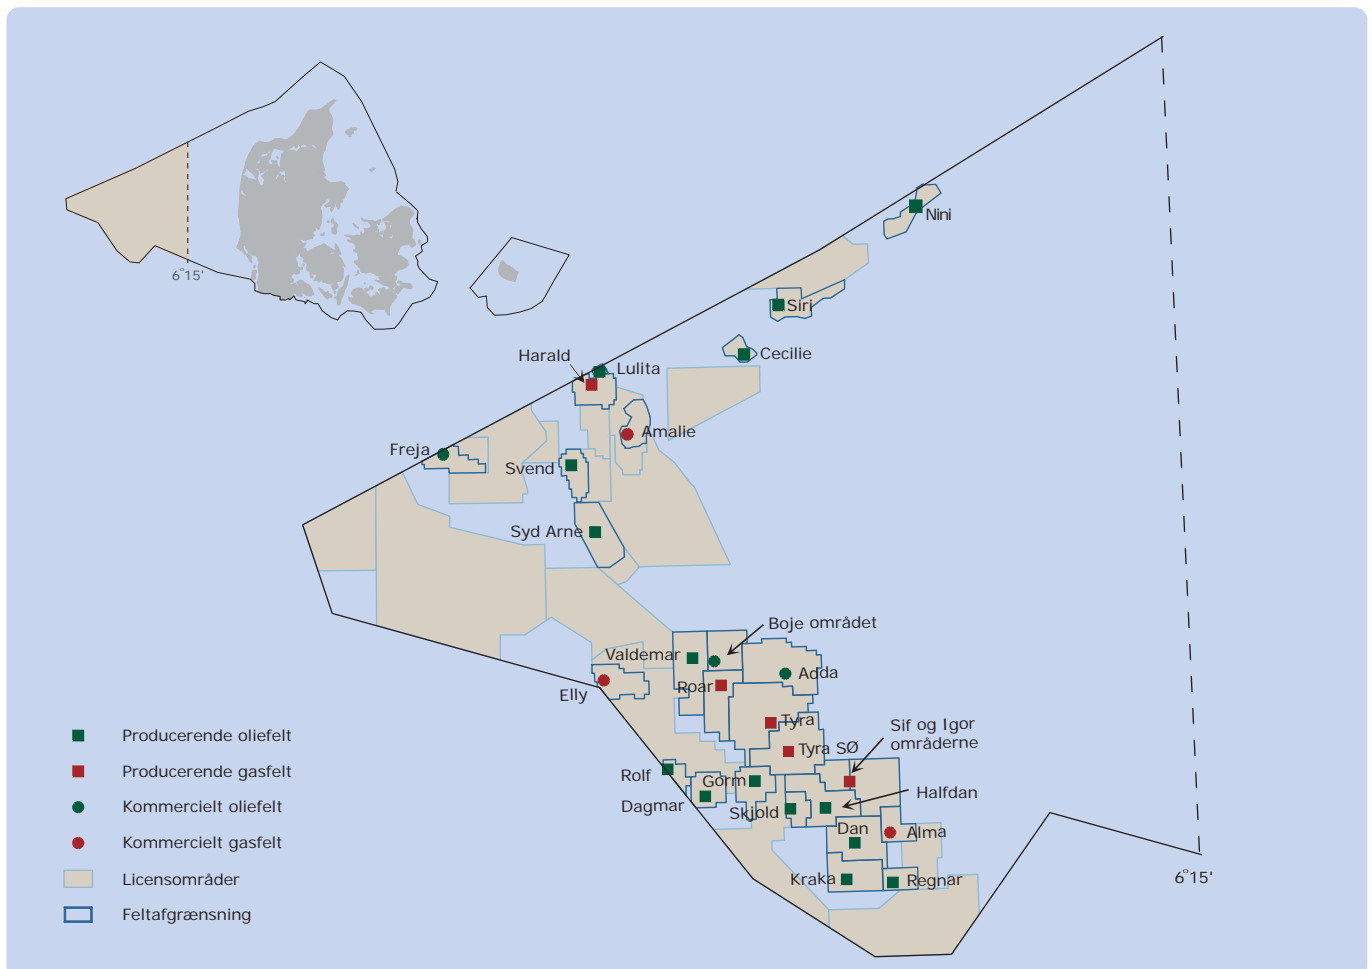 6°15'
Nini
Siri
Cecilie
Harald
Lulita
Amalie
Freja
Svend
Syd Arne
Boje området
Valdemar
Adda
Roar
Elly
Tyra
Sif og Igor
områderne
Tyra SØ
Rolf
Gorm
Dagmar
Skjold
Halfdan
Dan
Alma
Kraka
Regnar
6°15'
Producerende oliefelt
Producerende gasfelt
Kommercielt oliefelt
Kommercielt gasfelt
Licensområder
Feltafgrænsning